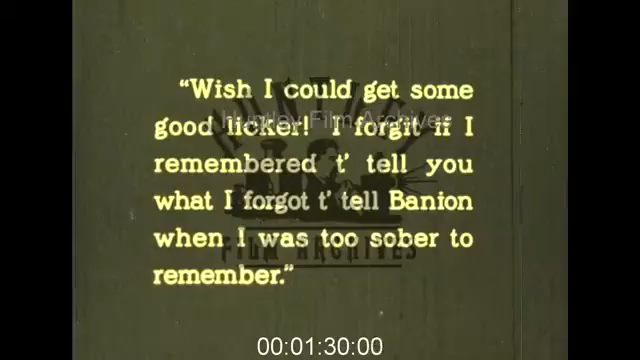 "Wish I could get some
good licker! I forgit if I
remembered t' tell you
what I forgot t' tell Banion
when I was too sober to
remember."
Huntley Film Archives
HUNTLEY
FILM ARCHIVES
00:01:30:00